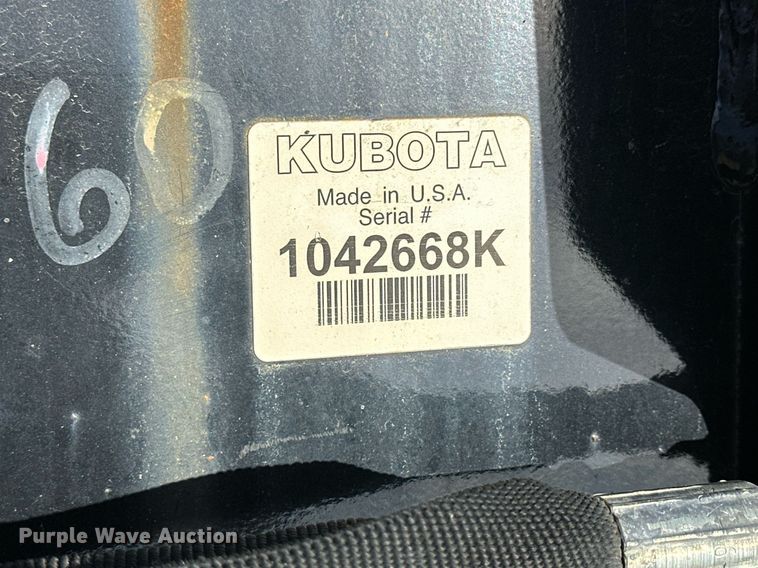 60
KUBOTA
Made in U.S.A.
Serial #
1042668K
Purple Wave Auction